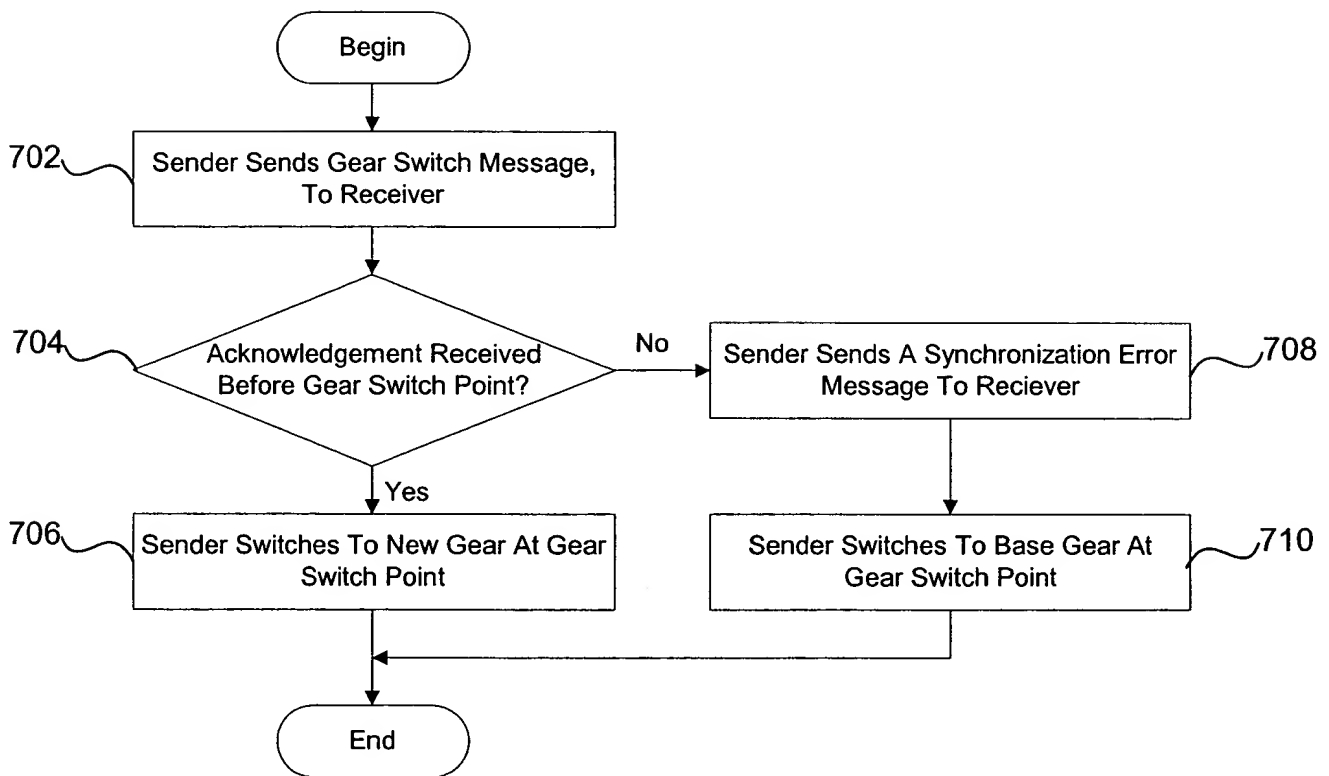 Begin
702
Sender Sends Gear Switch Message,
To Receiver
704
Acknowledgement Received
Before Gear Switch Point?
No
Sender Sends A Synchronization Error
Message To Reciever
708
Yes
706
Sender Switches To New Gear At Gear
Switch Point
Sender Switches To Base Gear At
Gear Switch Point
710
End